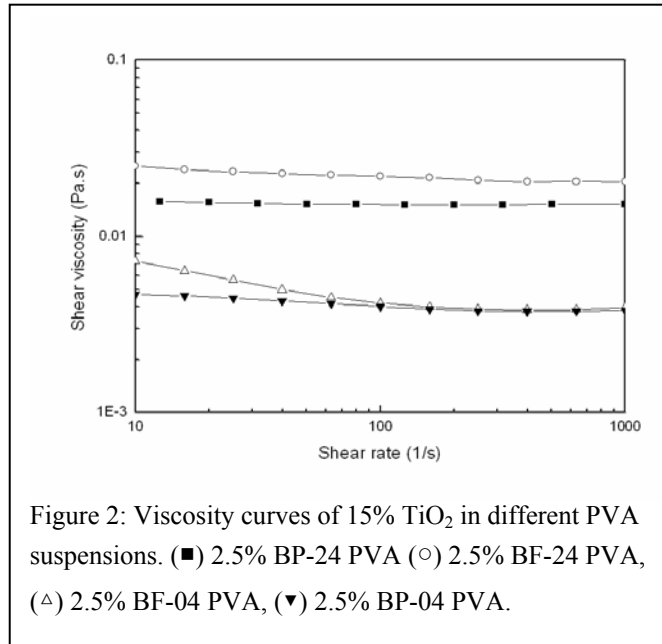 0.1
0.01
1E-3
Shear viscosity (Pa.s)
10 100 1000
Shear rate (1/s)
Figure 2: Viscosity curves of 15% TiO₂ in different PVA
suspensions. (■) 2.5% BP-24 PVA (○) 2.5% BF-24 PVA,
(△) 2.5% BF-04 PVA, (▼) 2.5% BP-04 PVA.